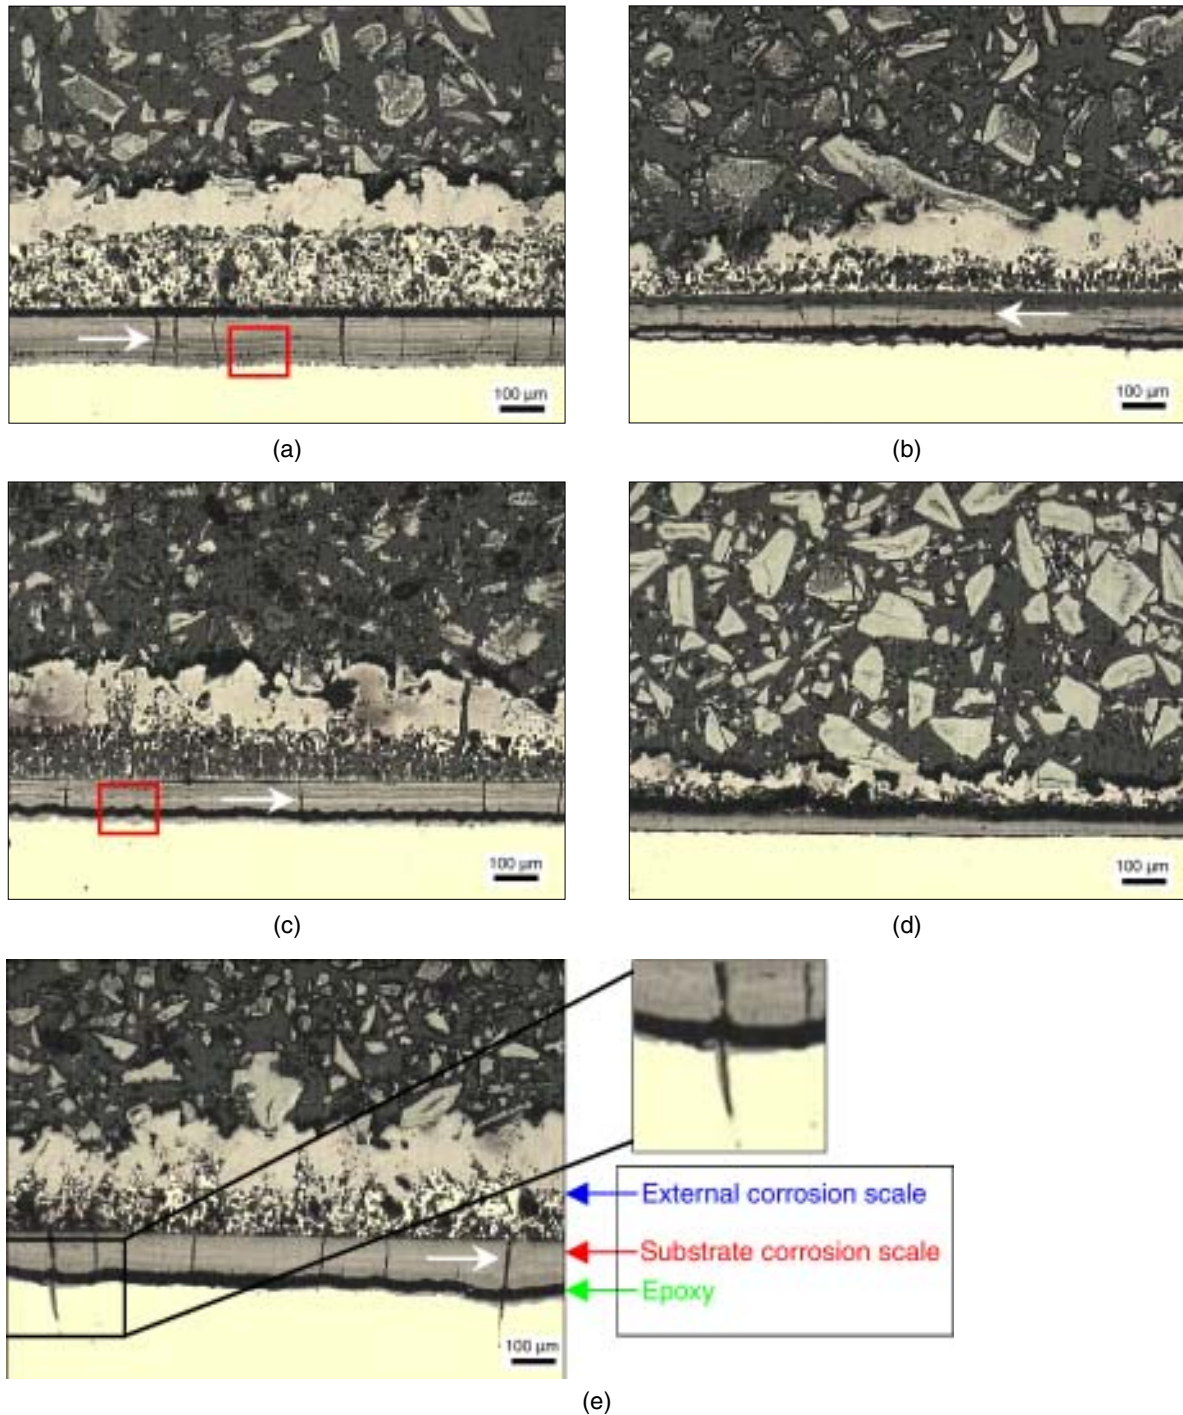 100 μm
100 μm
(a)
(b)
100 μm
100 μm
(c)
(d)
External corrosion scale
Substrate corrosion scale
Epoxy
100 μm
(e)